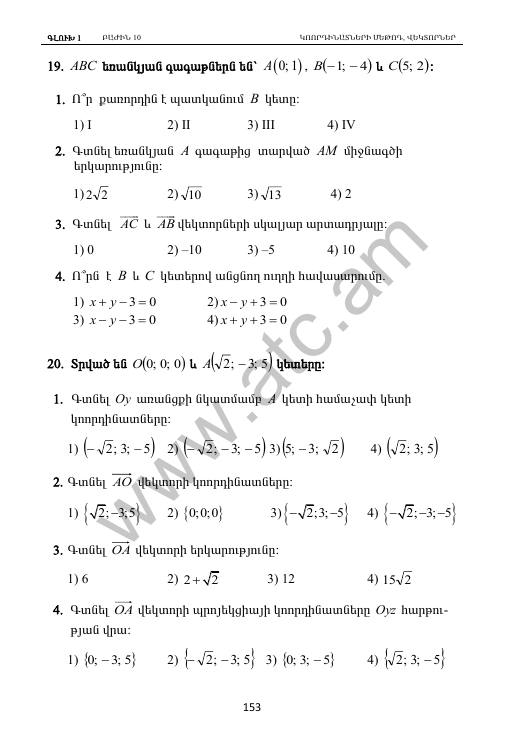 ԳԼՈՒԽ 1 ԲԱԺԻՆ 10 ԿՈՈՐԴԻՆԱՏՆԵՐԻ ՄԵԹՈԴ, ՎԵԿՏՈՐՆԵՐ
19. ABC եռանկյան գագաթներն են` A(0; 1), B(−1; −4) և C(5; 2):
1. Ո՞ր քառորդին է պատկանում B կետը:
1) I 2) II 3) III 4) IV
2. Գտնել եռանկյան A գագաթից տարված AM միջնագծի
երկարությունը:
1) 2√2 2) √10 3) √13 4) 2
3. Գտնել AC և AB վեկտորների սկալյար արտադրյալը:
1) 0 2) –10 3) –5 4) 10
4. Ո՞րն է B և C կետերով անցնող ուղղի հավասարումը.
1) x + y − 3 = 0 2) x − y + 3 = 0
3) x − y − 3 = 0 4) x + y + 3 = 0
20. Տրված են O(0; 0; 0) և A(√2; −3; 5) կետերը:
1. Գտնել Oy առանցքի նկատմամբ A կետի համաչափ կետի
կոորդինատները:
1) (−√2; 3; −5) 2) (−√2; −3; −5) 3) (5; −3; √2) 4) (√2; 3; 5)
2. Գտնել AO վեկտորի կոորդինատները:
1) {√2;−3;5} 2) {0;0;0} 3) {−√2;3;−5} 4) {−√2;−3;−5}
3. Գտնել OA վեկտորի երկարությունը:
1) 6 2) 2 + √2 3) 12 4) 15√2
4. Գտնել OA վեկտորի պրոյեկցիայի կոորդինատները Oyz հարթու-
թյան վրա:
1) {0; −3; 5} 2) {−√2; −3; 5} 3) {0; 3; −5} 4) {√2; 3; −5}
www.atc.am
153